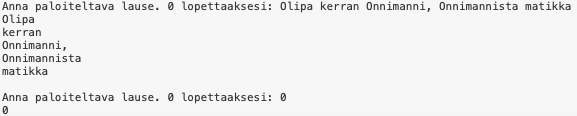 Anna paloiteltava lause. 0 lopettaaksesi: Olipa kerran Onnimanni, Onnimannista matikka
Olipa
kerran
Onnimanni,
Onnimannista
matikka
Anna paloiteltava lause. 0 lopettaaksesi: 0
0